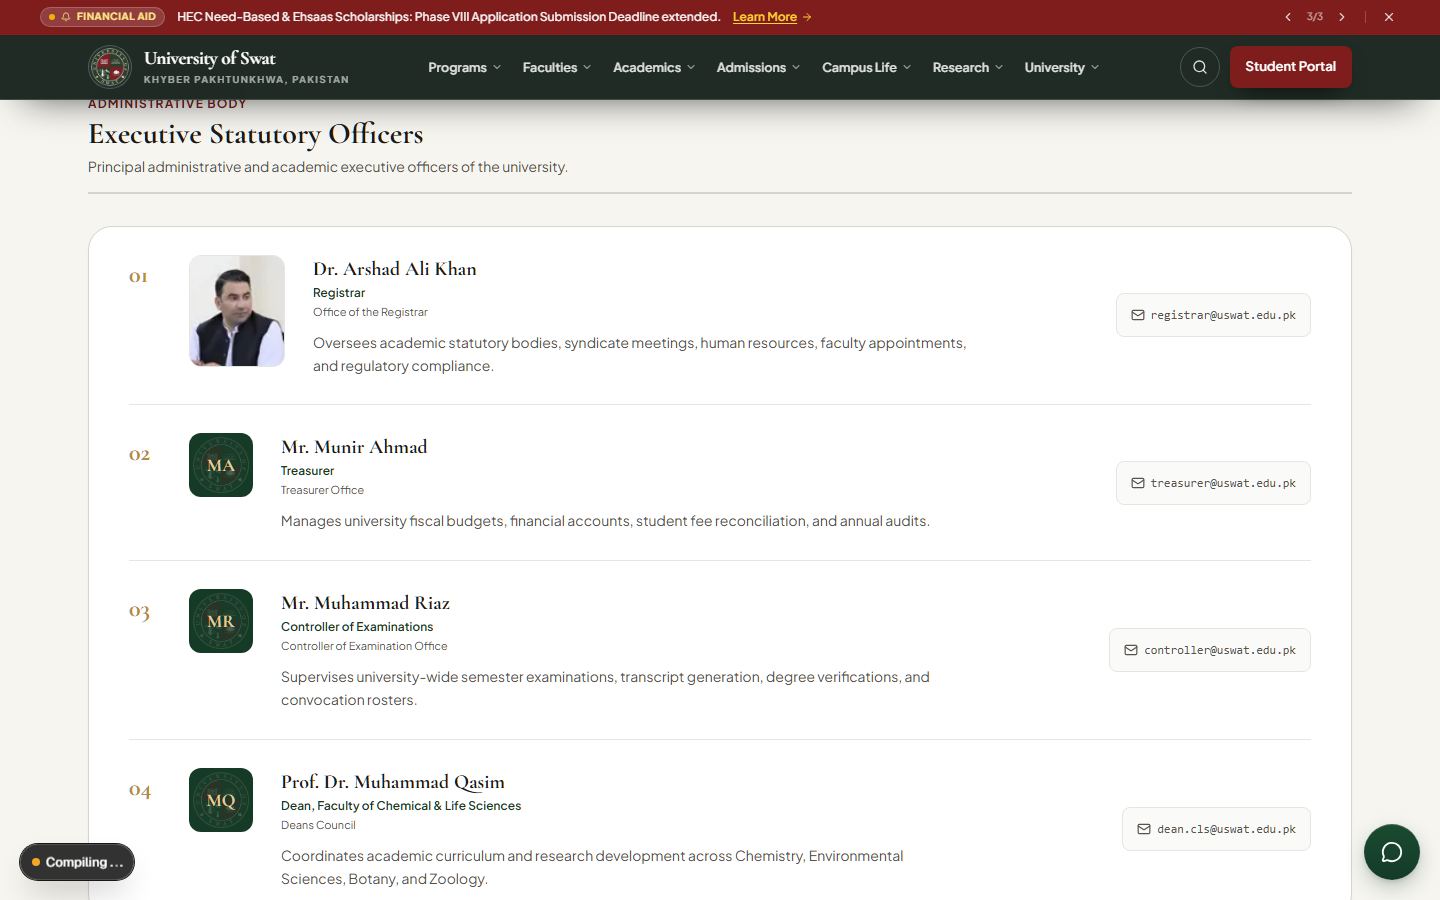 FINANCIAL AID HEC Need-Based & Ehsaas Scholarships: Phase VIII Application Submission Deadline extended. Learn More → 3/3
University of Swat
KHYBER PAKHTUNKHWA, PAKISTAN
Programs Faculties Academics Admissions Campus Life Research University Student Portal
ADMINISTRATIVE BODY
Executive Statutory Officers
Principal administrative and academic executive officers of the university.
01
Dr. Arshad Ali Khan
Registrar
Office of the Registrar
Oversees academic statutory bodies, syndicate meetings, human resources, faculty appointments,
and regulatory compliance.
registrar@uswat.edu.pk
02
MA
Mr. Munir Ahmad
Treasurer
Treasurer Office
Manages university fiscal budgets, financial accounts, student fee reconciliation, and annual audits.
treasurer@uswat.edu.pk
03
MR
Mr. Muhammad Riaz
Controller of Examinations
Controller of Examination Office
Supervises university-wide semester examinations, transcript generation, degree verifications, and
convocation rosters.
controller@uswat.edu.pk
04
MQ
Prof. Dr. Muhammad Qasim
Dean, Faculty of Chemical & Life Sciences
Deans Council
Coordinates academic curriculum and research development across Chemistry, Environmental
Sciences, Botany, and Zoology.
dean.cls@uswat.edu.pk
Compiling ...